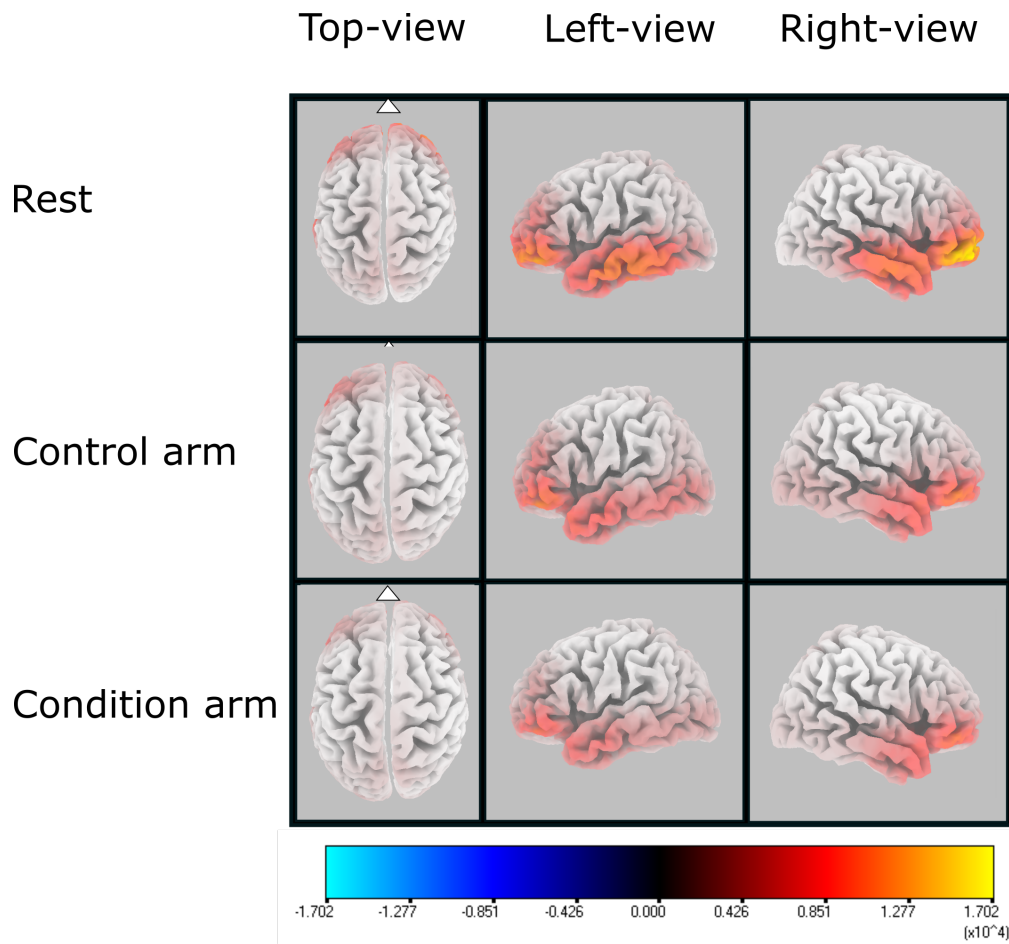 Top-view Left-view Right-view
Rest
Control arm
Condition arm
-1.702 -1.277 -0.851 -0.426 0.000 0.426 0.851 1.277 1.702
(x10^4)